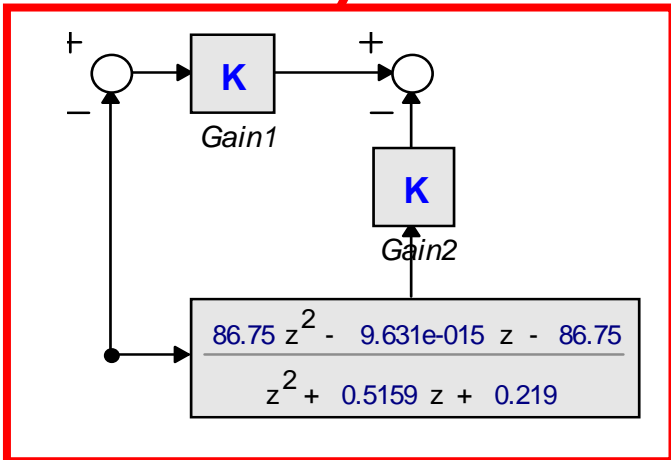 + +
K
− −
Gain1
K
Gain2
86.75 z² - 9.631e-015 z - 86.75
z² + 0.5159 z + 0.219